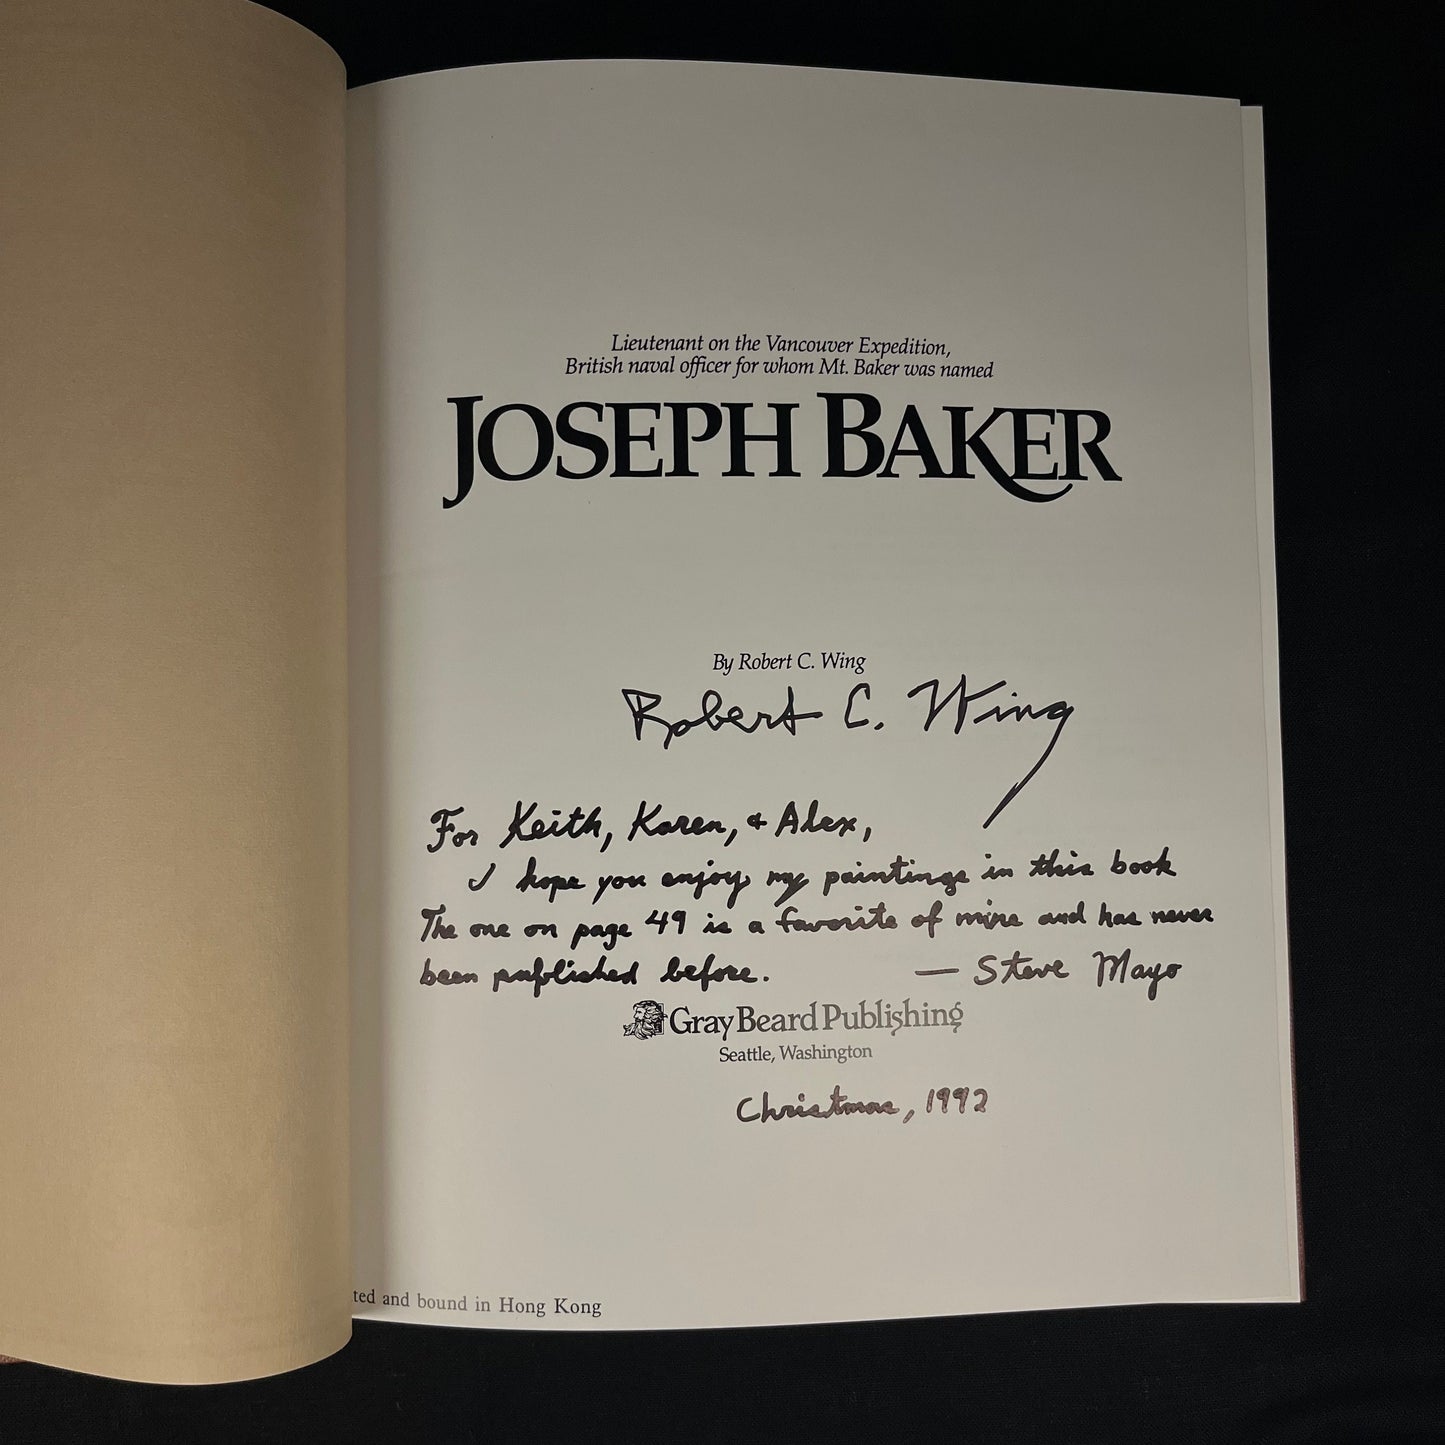 Lieutenant on the Vancouver Expedition,
British naval officer for whom Mt. Baker was named
JOSEPH BAKER
By Robert C. Wing
Robert C. Wing
For Keith, Karen, & Alex,
I hope you enjoy my paintings in this book
The one on page 49 is a favorite of mine and has never
been published before. — Steve Mayo
Gray Beard Publishing
Seattle, Washington
Christmas, 1992
ted and bound in Hong Kong